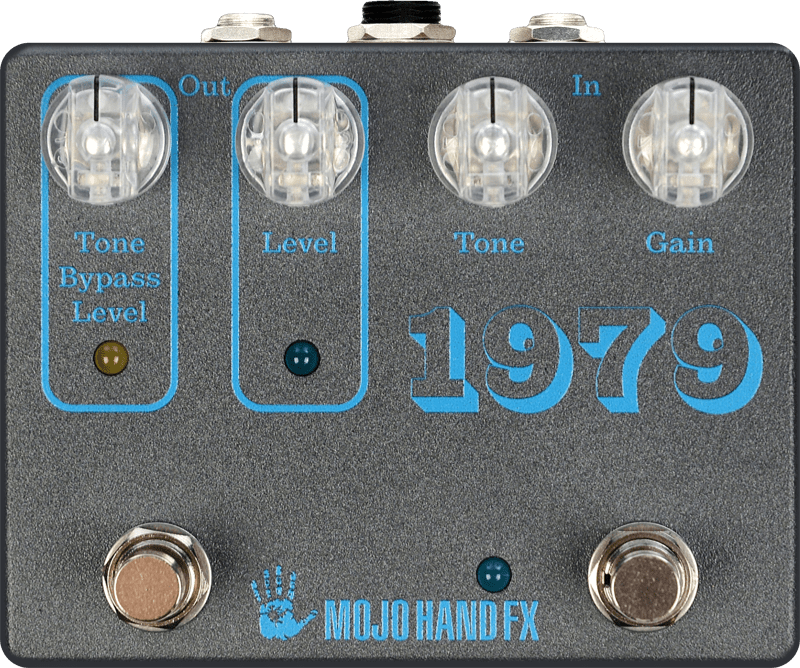 Out
In
Tone
Bypass
Level
Level
Tone
Gain
1979
MOJO HAND FX